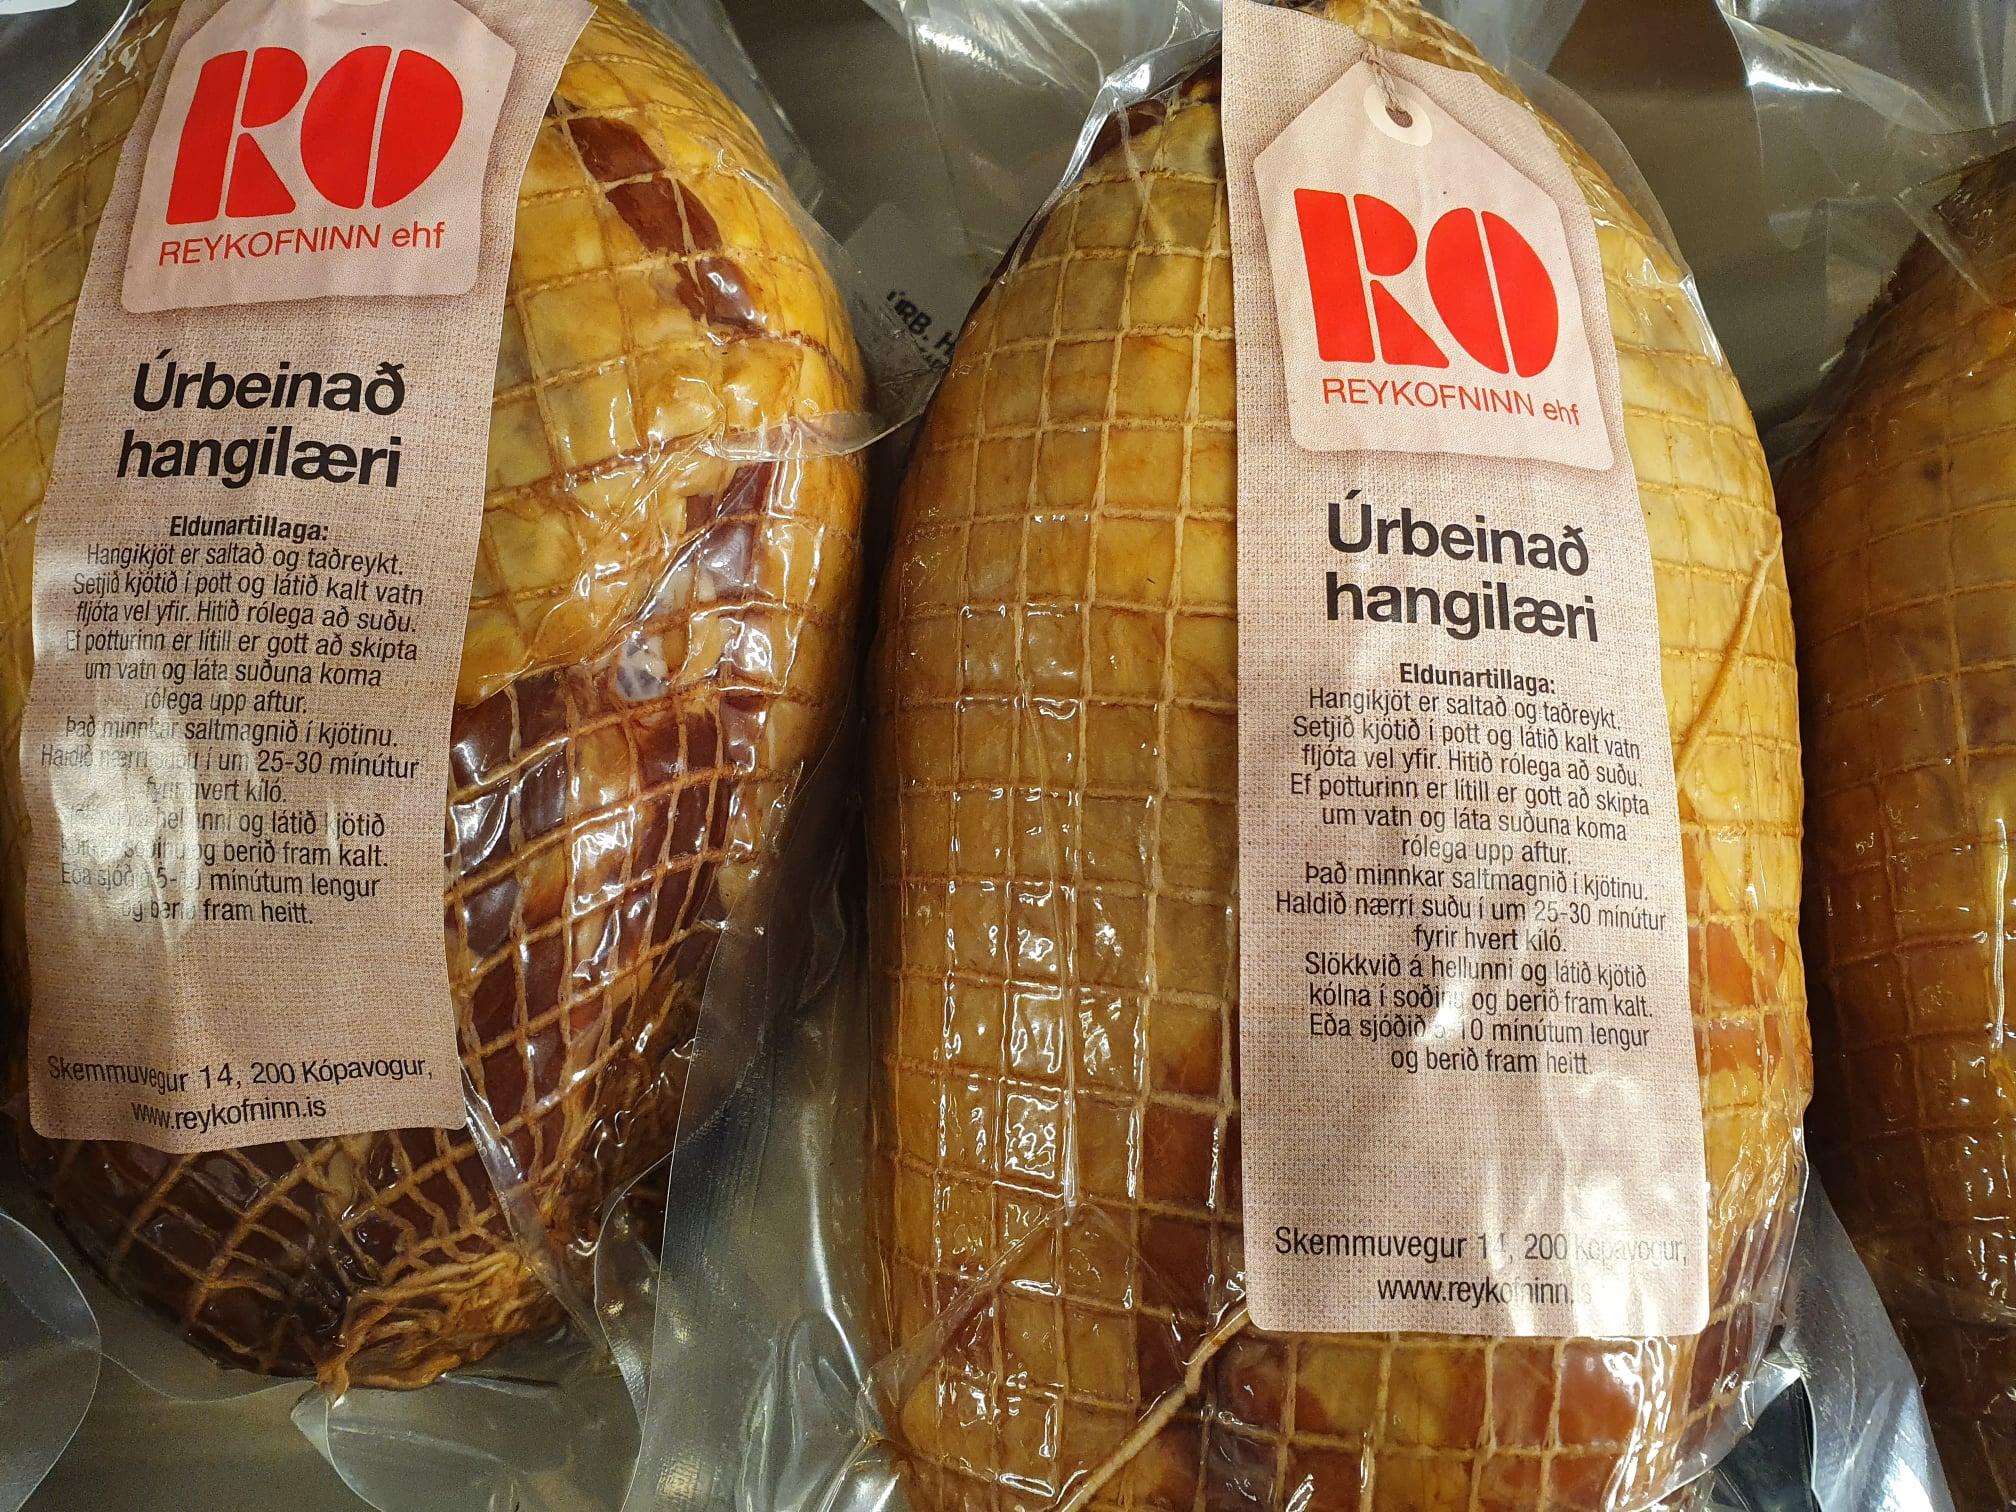 RO
REYKOFNINN ehf
Úrbeinað
hangilæri
Eldunartillaga:
Hangikjöt er saltað og taðreykt.
Setjið kjötið í pott og látið kalt vatn
fljóta vel yfir. Hitið rólega að suðu.
Ef potturinn er lítill er gott að skipta
um vatn og láta suðuna koma
rólega upp aftur.
Það minnkar saltmagnið í kjötinu.
Haldið nærri suðu í um 25-30 mínútur
fyrir hvert kíló.
og látið kjötið
og berið fram kalt.
Eða sjóðið mínútum lengur
og berið fram heitt.
Skemmuvegur 14, 200 Kópavogur,
www.reykofninn.is
ÚRB.
RO
REYKOFNINN ehf
Úrbeinað
hangilæri
Eldunartillaga:
Hangikjöt er saltað og taðreykt.
Setjið kjötið í pott og látið kalt vatn
fljóta vel yfir. Hitið rólega að suðu.
Ef potturinn er lítill er gott að skipta
um vatn og láta suðuna koma
rólega upp aftur.
Það minnkar saltmagnið í kjötinu.
Haldið nærri suðu í um 25-30 mínútur
fyrir hvert kíló.
Slökkvið á hellunni og látið kjötið
kólna í soðinu og berið fram kalt.
Eða sjóðið 5-10 mínútum lengur
og berið fram heitt.
Skemmuvegur 14, 200 Kópavogur,
www.reykofninn.is